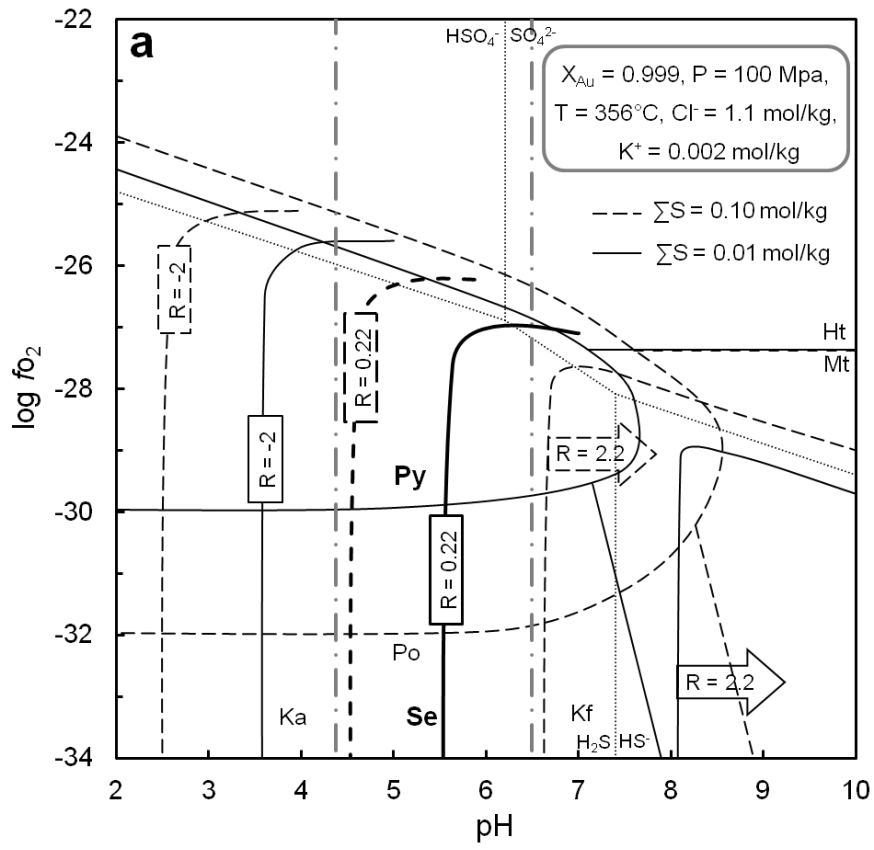 a
HSO₄⁻ SO₄²⁻
X_Au = 0.999, P = 100 Mpa,
T = 356°C, Cl⁻ = 1.1 mol/kg,
K⁺ = 0.002 mol/kg
∑S = 0.10 mol/kg
∑S = 0.01 mol/kg
R = -2
R = -2
R = 0.22
R = 0.22
R = 2.2
R = 2.2
Ht
Mt
Py
Po
Ka
Se
Kf
H₂S HS⁻
log fo₂
-22
-24
-26
-28
-30
-32
-34
2 3 4 5 6 7 8 9 10
pH